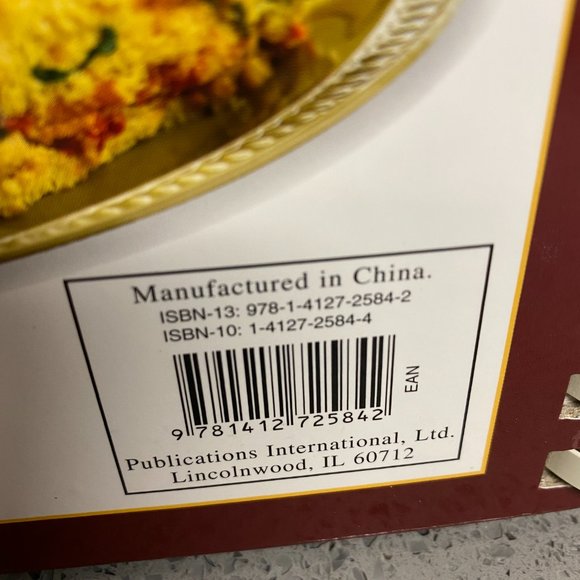 Manufactured in China.
ISBN-13: 978-1-4127-2584-2
ISBN-10: 1-4127-2584-4
EAN
9 781412 725842
Publications International, Ltd.
Lincolnwood, IL 60712